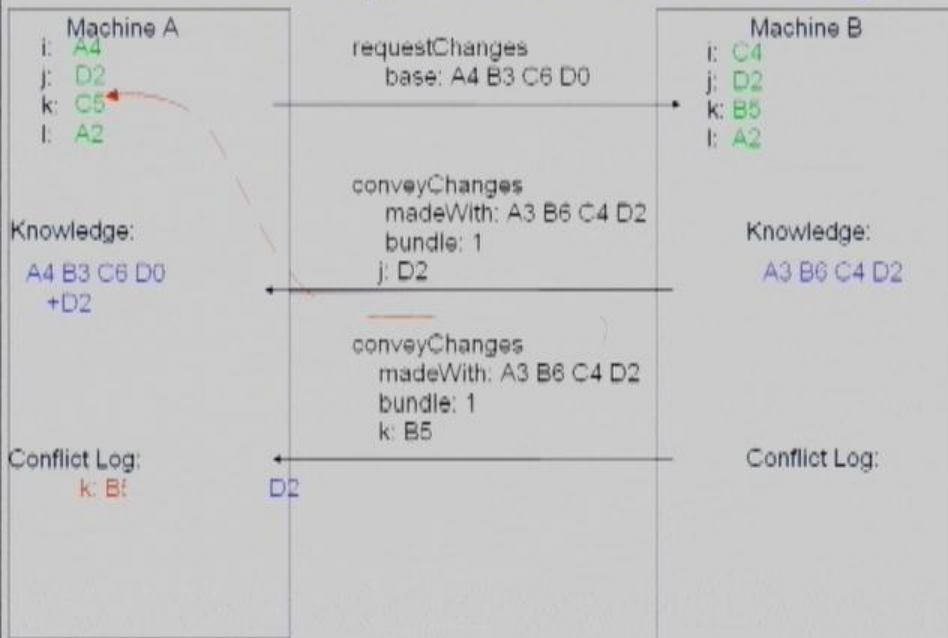 Machine A
i: A4
j: D2
k: C5
l: A2
Knowledge:
A4 B3 C6 D0
+D2
Conflict Log:
k:
D2
requestChanges
base: A4 B3 C6 D0
conveyChanges
madeWith: A3 B6 C4 D2
bundle: 1
j: D2
conveyChanges
madeWith: A3 B6 C4 D2
bundle: 1
k: B5
Machine B
i: C4
j: D2
k: B5
l: A2
Knowledge:
A3 B6 C4 D2
Conflict Log: